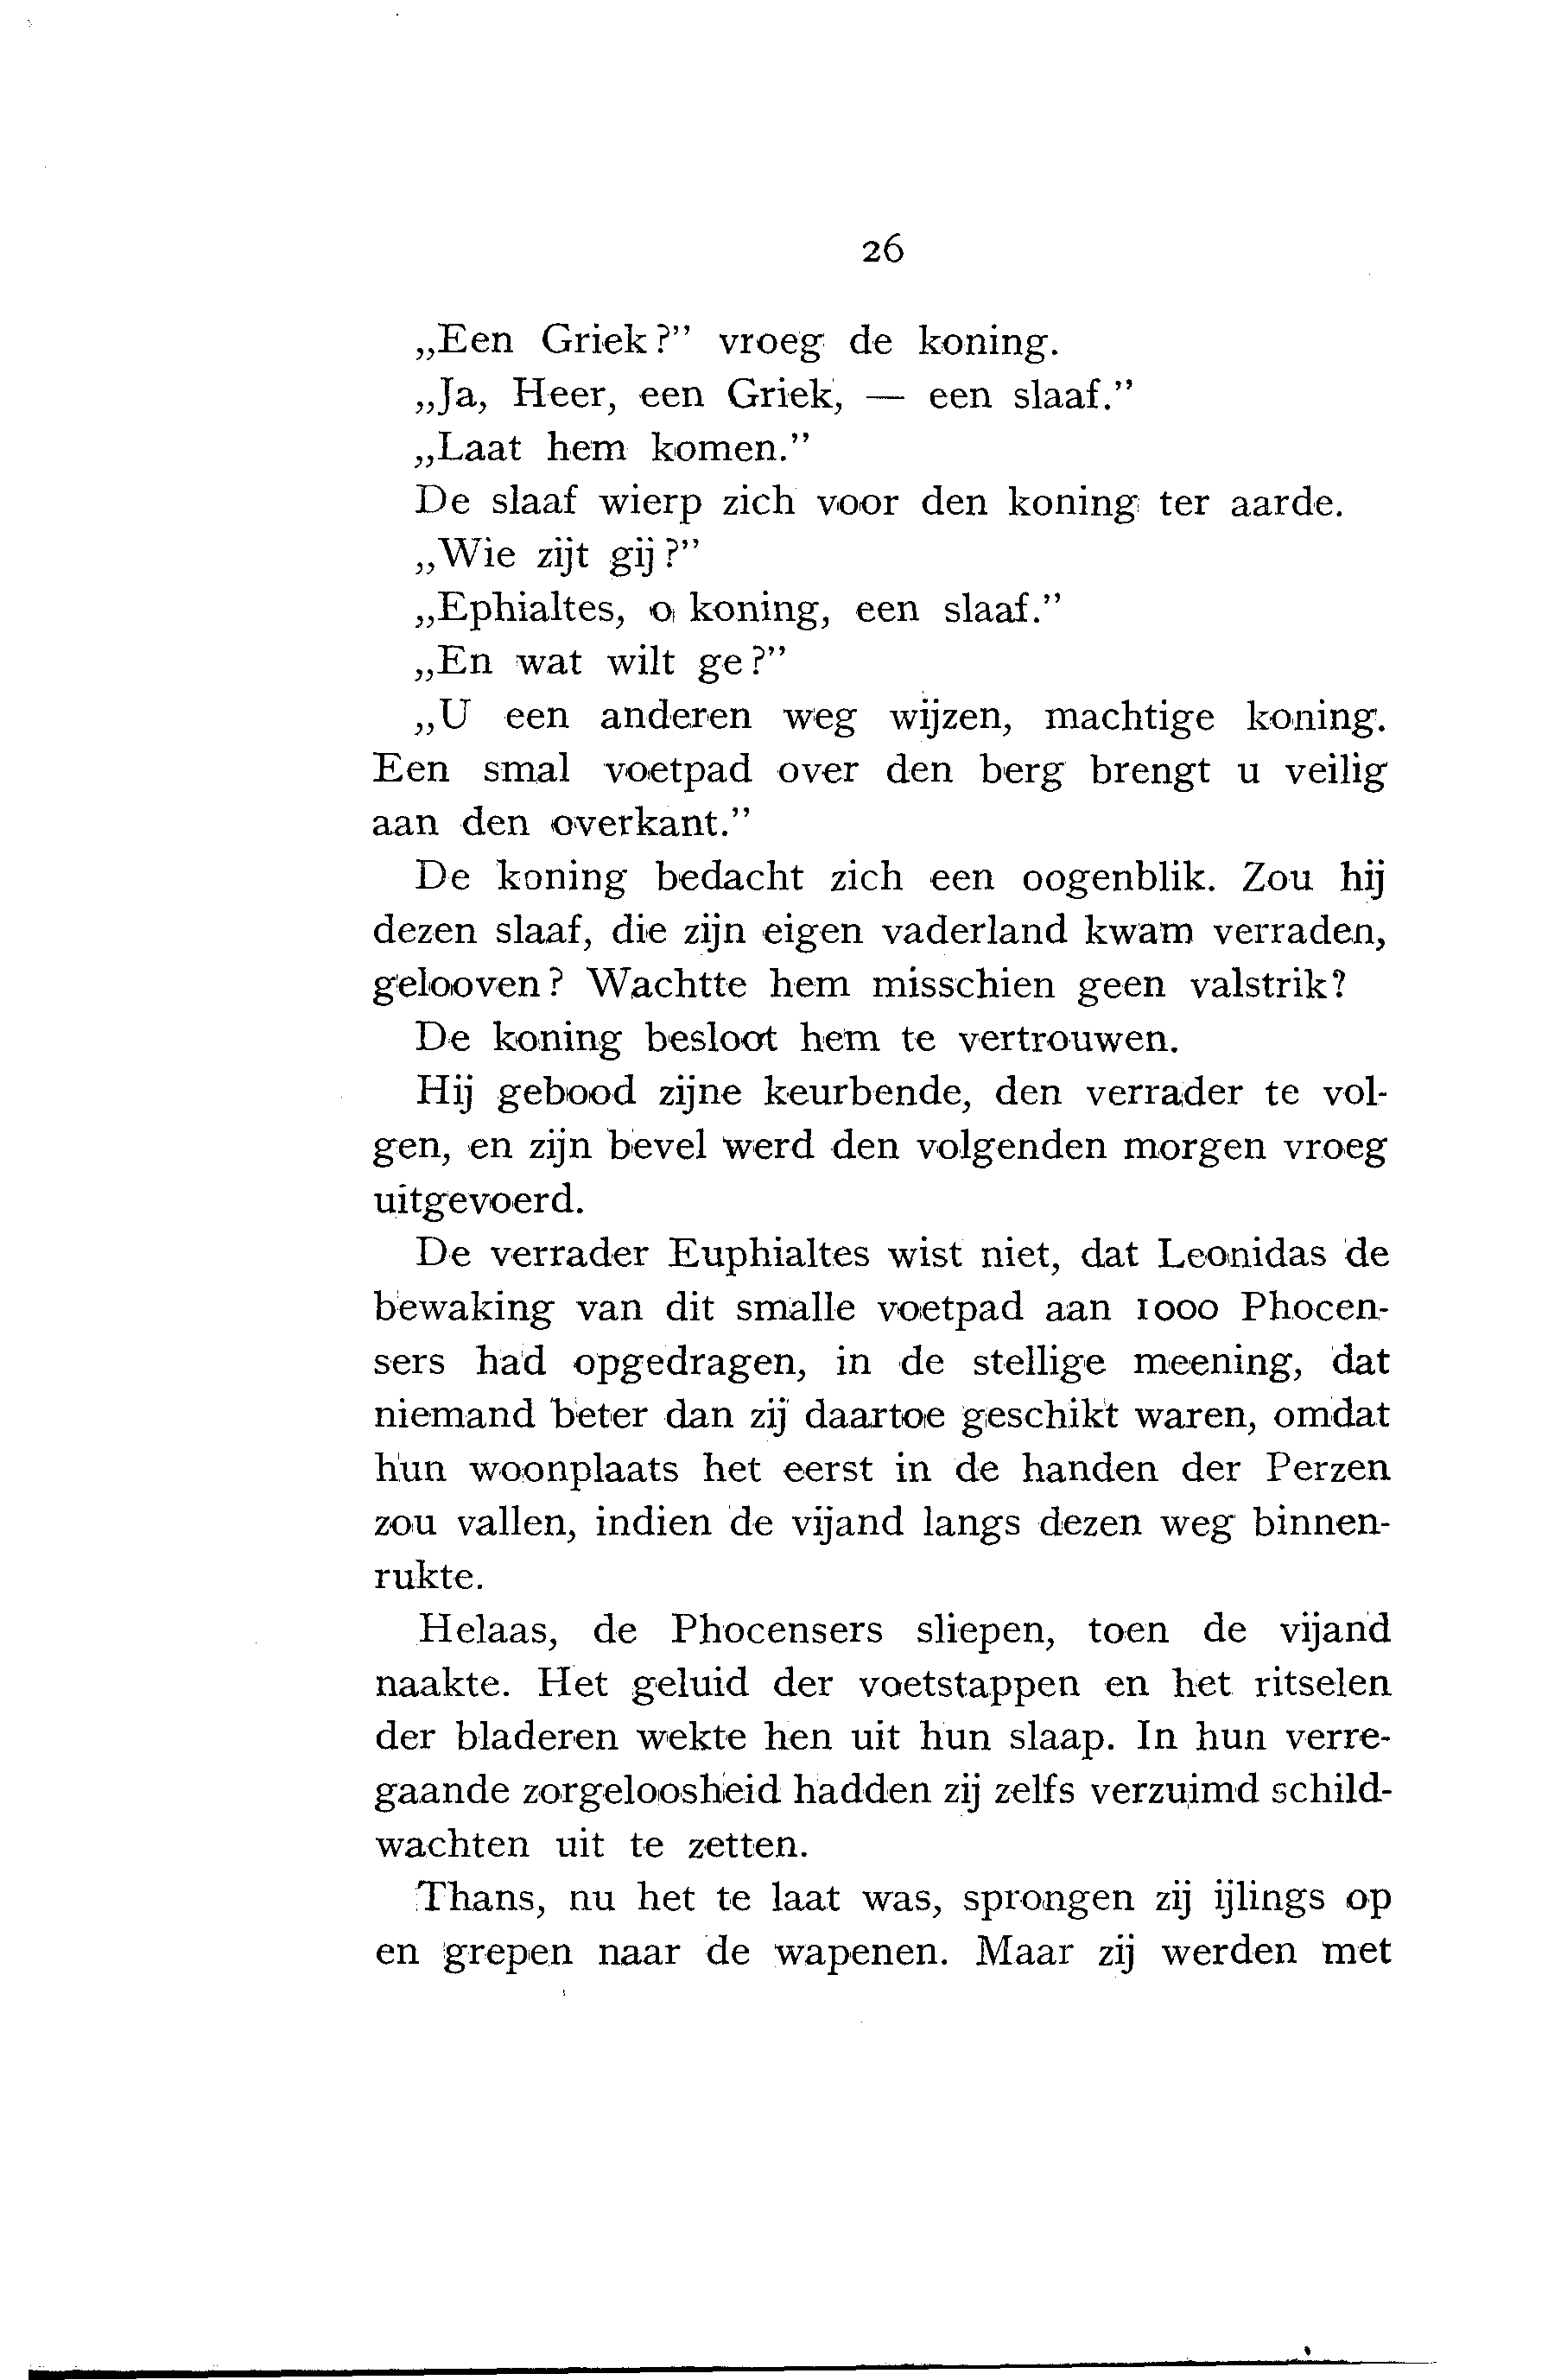 26
„Een Griek?” vroeg de koning.
„Ja, Heer, een Griek, — een slaaf.”
„Laat hem komen.”
De slaaf wierp zich voor den koning ter aarde.
„Wie zijt gij?”
„Ephialtes, o koning, een slaaf.”
„En wat wilt ge?”
„U een anderen weg wijzen, machtige koning.
Een smal voetpad over den berg brengt u veilig
aan den overkant.”
De koning bedacht zich een oogenblik. Zou hij
dezen slaaf, die zijn eigen vaderland kwam verraden,
gelooven? Wachtte hem misschien geen valstrik?
De koning besloot hem te vertrouwen.
Hij gebood zijne keurbende, den verrader te vol-
gen, en zijn bevel werd den volgenden morgen vroeg
uitgevoerd.
De verrader Euphialtes wist niet, dat Leonidas de
bewaking van dit smalle voetpad aan 1000 Phocen-
sers had opgedragen, in de stellige meening, dat
niemand beter dan zij daartoe geschikt waren, omdat
hun woonplaats het eerst in de handen der Perzen
zou vallen, indien de vijand langs dezen weg binnen-
rukte.
Helaas, de Phocensers sliepen, toen de vijand
naakte. Het geluid der voetstappen en het ritselen
der bladeren wekte hen uit hun slaap. In hun verre-
gaande zorgeloosheid hadden zij zelfs verzuimd schild-
wachten uit te zetten.
Thans, nu het te laat was, sprongen zij ijlings op
en grepen naar de wapenen. Maar zij werden met